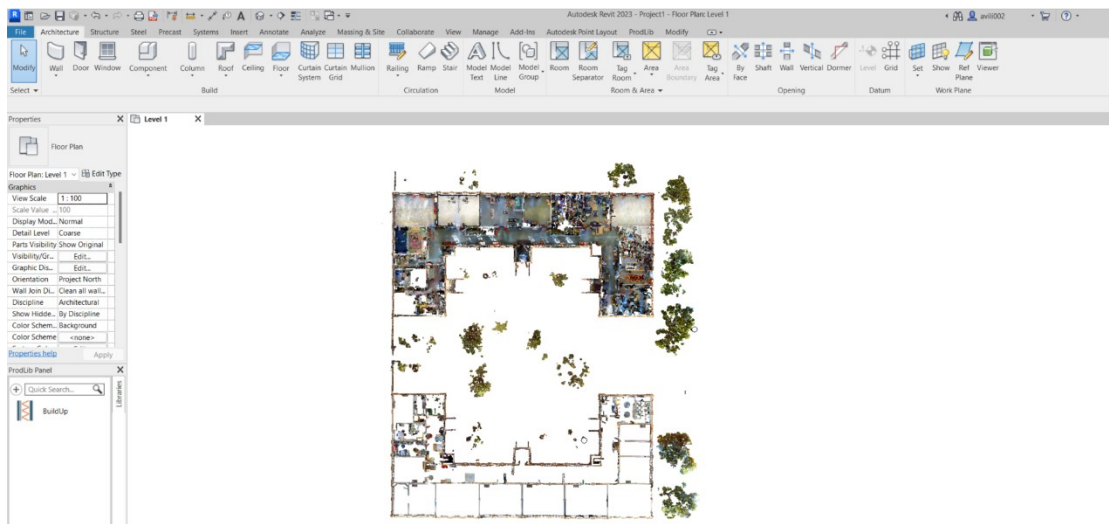 Autodesk Revit 2023 - Project1 - Floor Plan: Level 1
avili002
File Architecture Structure Steel Precast Systems Insert Annotate Analyze Massing & Site Collaborate View Manage Add-Ins Autodesk Point Layout ProdLib Modify
Modify Wall Door Window Component Column Roof Ceiling Floor Curtain System Curtain Grid Mullion Railing Ramp Stair Model Text Model Line Model Group Room Room Separator Tag Room Area Area Boundary Tag Area By Face Shaft Wall Vertical Dormer Level Grid Set Show Ref Plane Viewer
Select Build Circulation Model Room & Area Opening Datum Work Plane
Properties X Level 1 X
Floor Plan
Floor Plan: Level 1 Edit Type
Graphics
View Scale 1 : 100
Scale Value ... 100
Display Mod... Normal
Detail Level Coarse
Parts Visibility Show Original
Visibility/Gr... Edit...
Graphic Dis... Edit...
Orientation Project North
Wall Join Di... Clean all wall...
Discipline Architectural
Show Hidde... By Discipline
Color Schem... Background
Color Scheme <none>
Properties help Apply
ProdLib Panel X
Quick Search...
Libraries
BuildUp